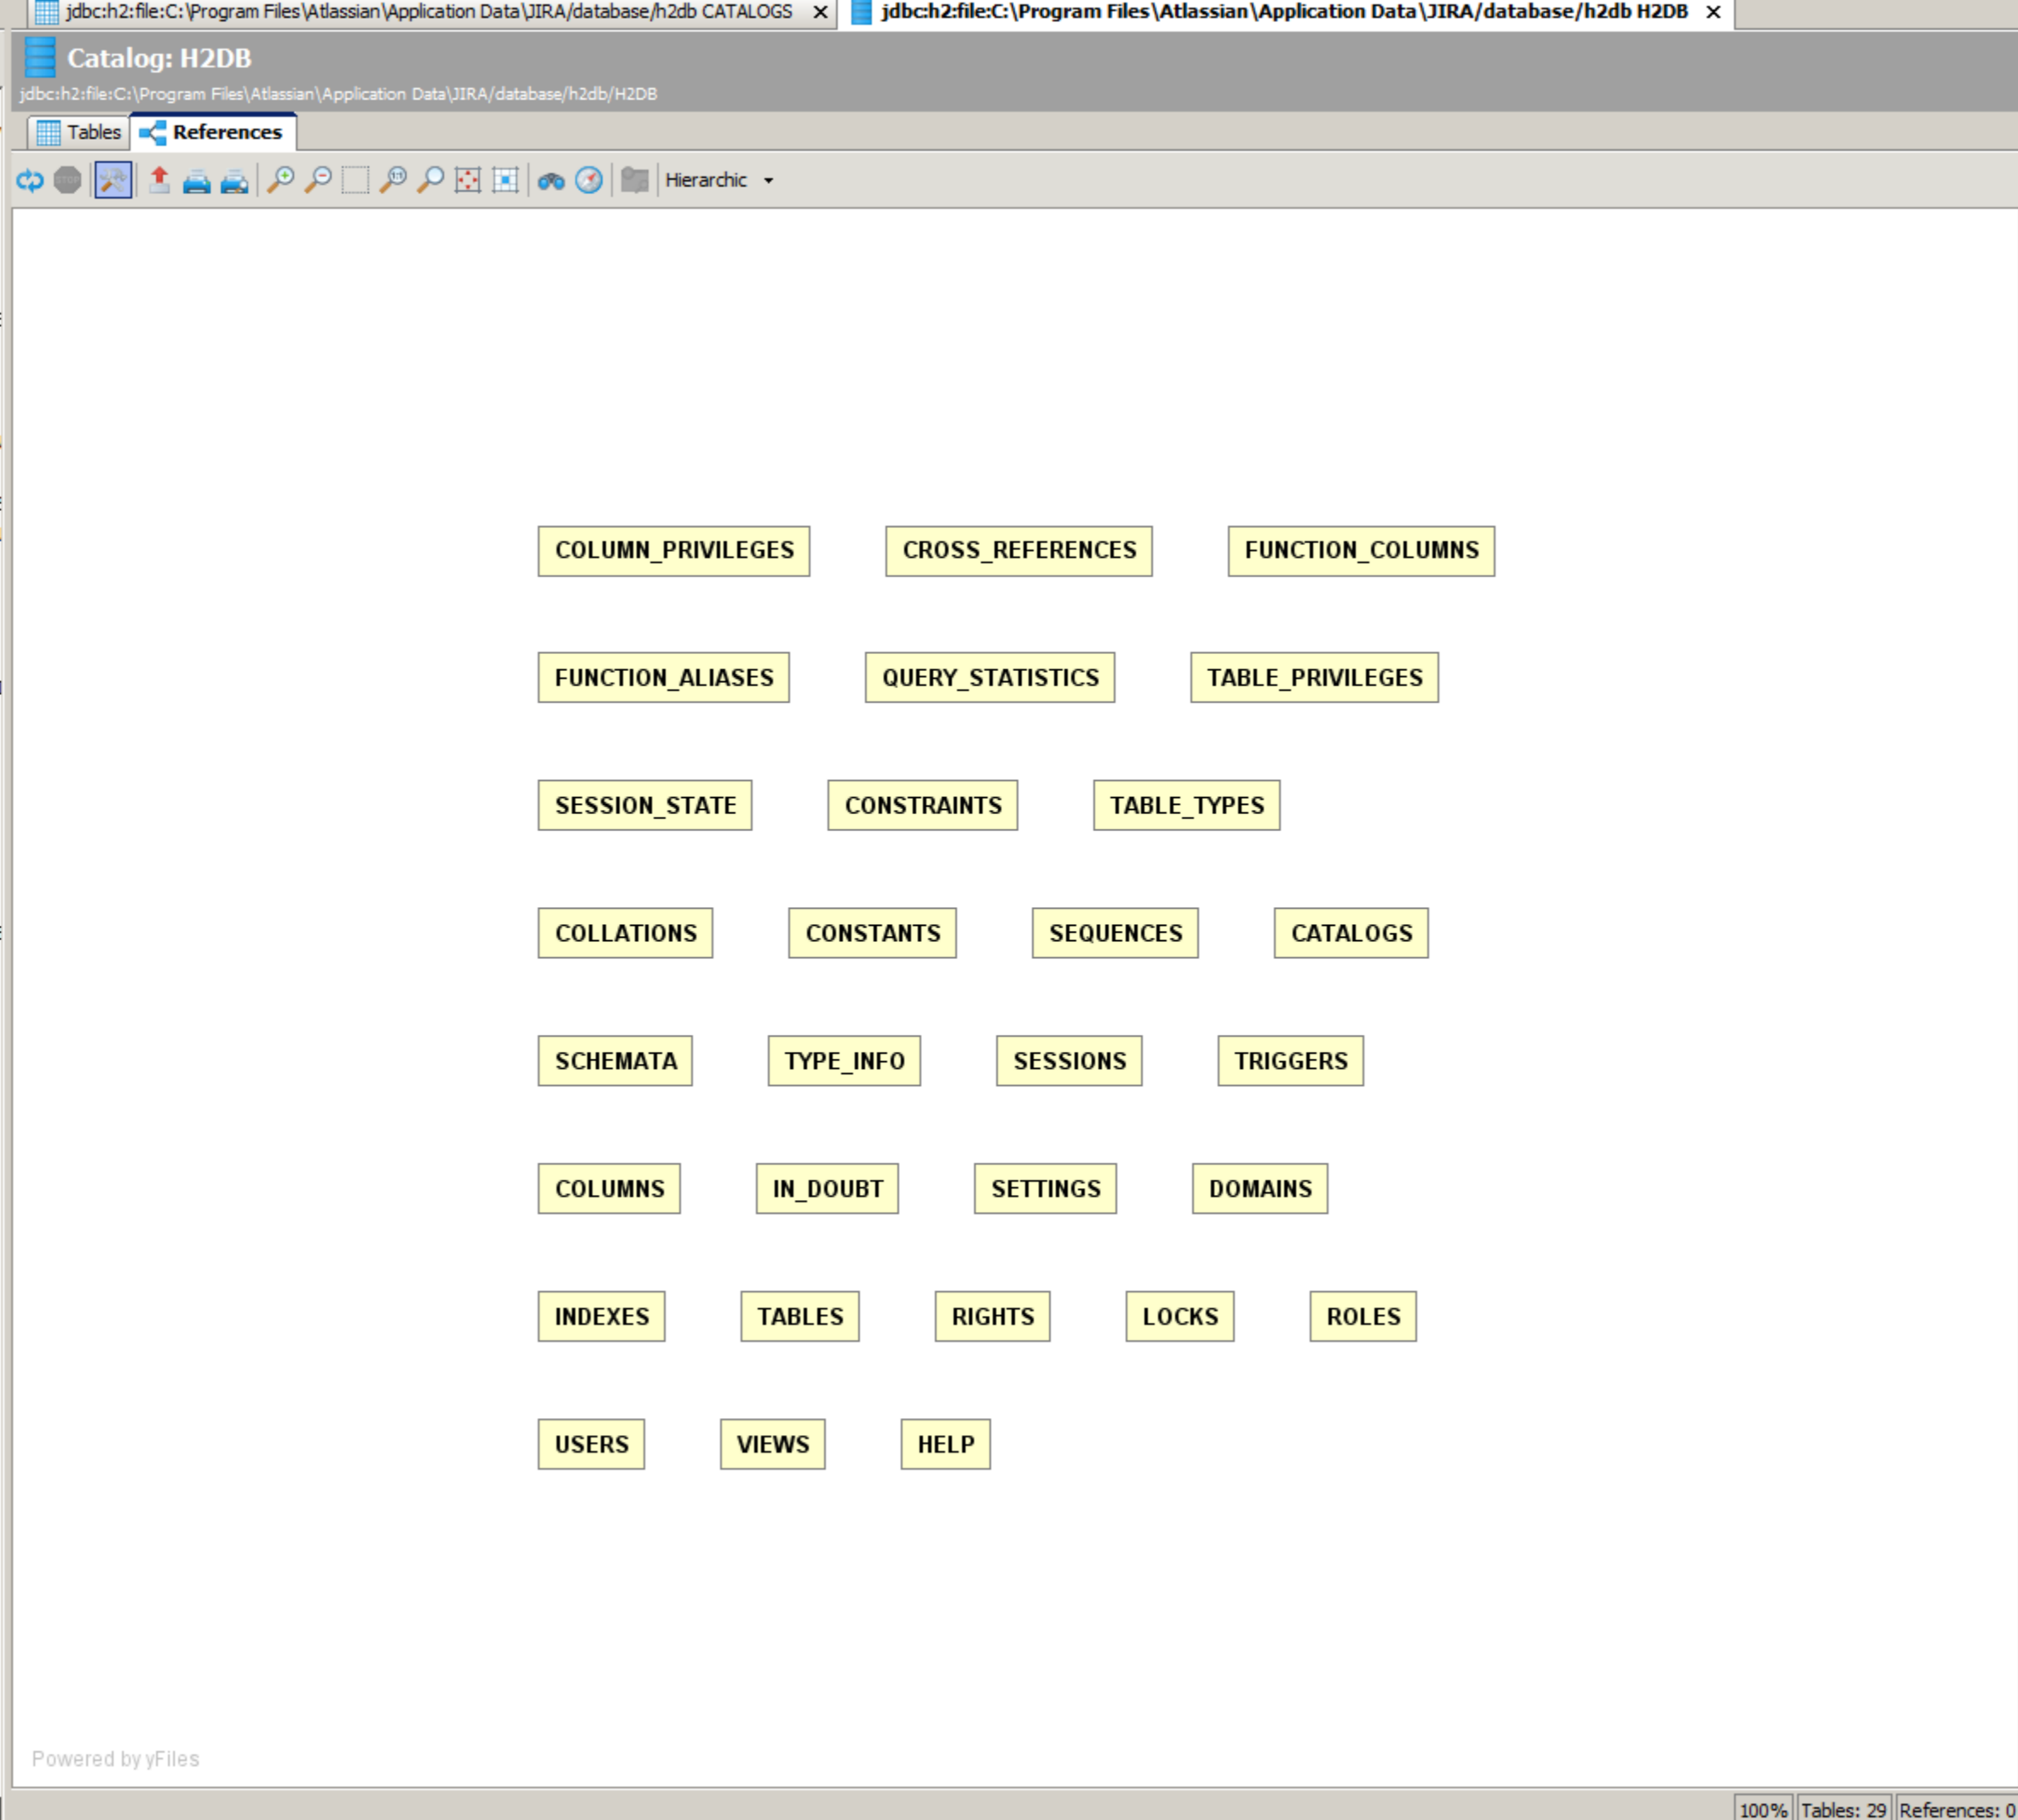 jdbc:h2:file:C:\Program Files\Atlassian\Application Data\JIRA/database/h2db CATALOGS jdbc:h2:file:C:\Program Files\Atlassian\Application Data\JIRA/database/h2db H2DB
Catalog: H2DB
jdbc:h2:file:C:\Program Files\Atlassian\Application Data\JIRA/database/h2db/H2DB
Tables References
STOP 1:1 Hierarchic
COLUMN_PRIVILEGES CROSS_REFERENCES FUNCTION_COLUMNS
FUNCTION_ALIASES QUERY_STATISTICS TABLE_PRIVILEGES
SESSION_STATE CONSTRAINTS TABLE_TYPES
COLLATIONS CONSTANTS SEQUENCES CATALOGS
SCHEMATA TYPE_INFO SESSIONS TRIGGERS
COLUMNS IN_DOUBT SETTINGS DOMAINS
INDEXES TABLES RIGHTS LOCKS ROLES
USERS VIEWS HELP
Powered by yFiles
100% Tables: 29 References: 0